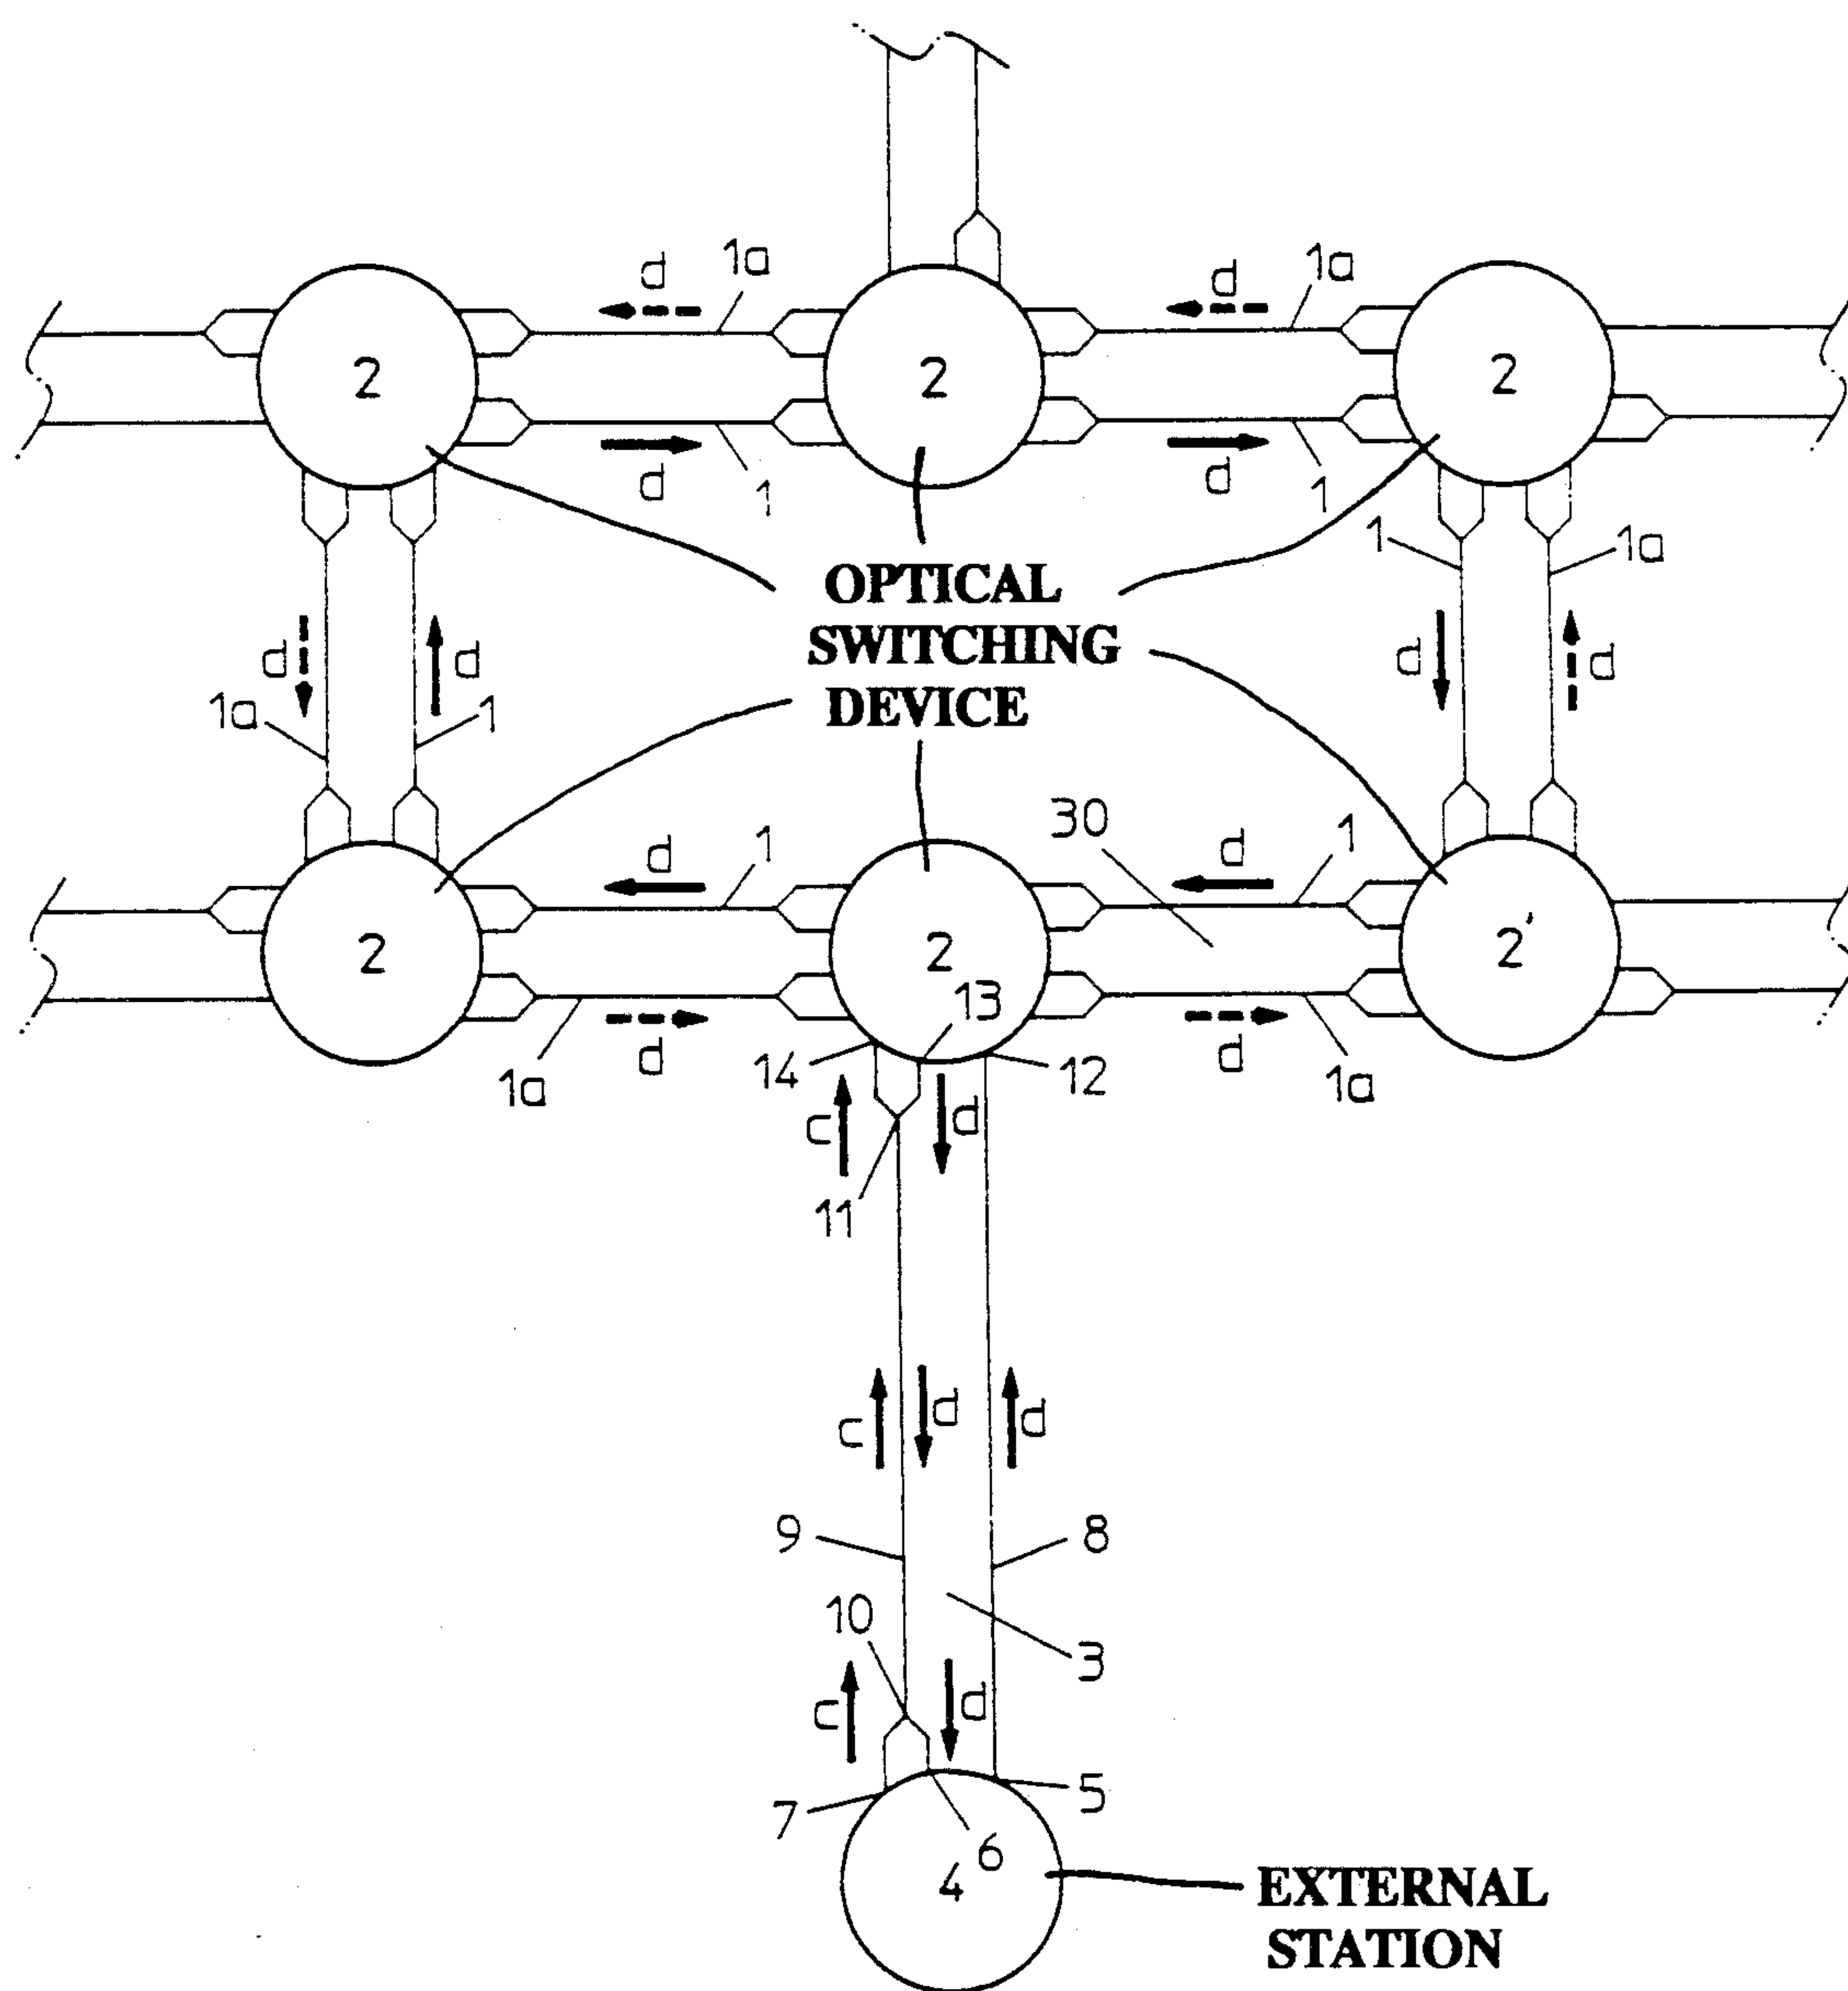 d 1a d 1a
2 2 2
d 1 d 1
1 1a
OPTICAL
SWITCHING
DEVICE
d d d d
1a 1
30
d 1 d 1
2 2 2'
13
1a d 14 12 d 1a
c d
11
c d d
9 8
10
3
c d
7 5
6
4
EXTERNAL
STATION